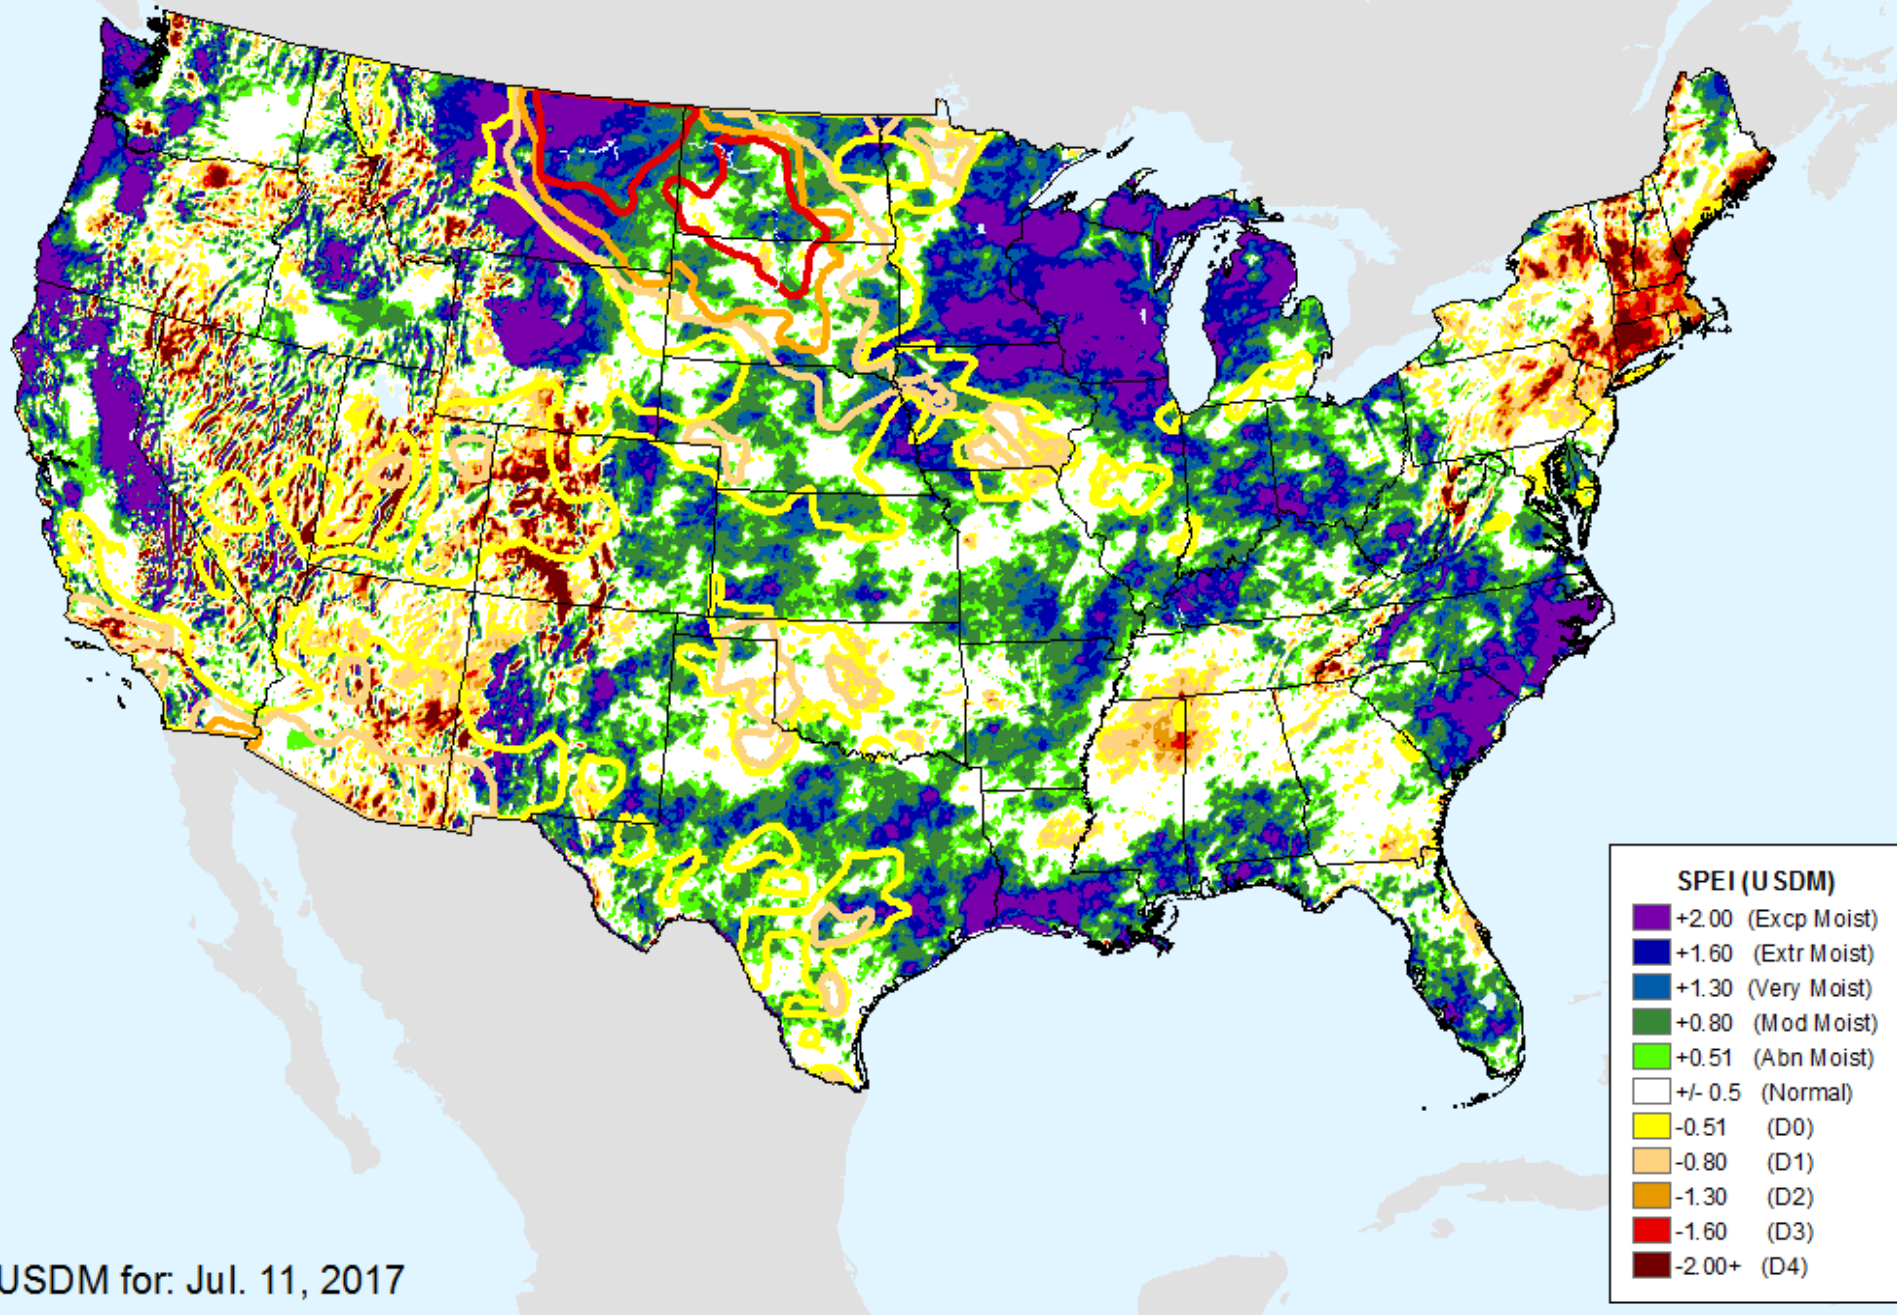 SPEI (USDM)
+2.00 (Excp Moist)
+1.60 (Extr Moist)
+1.30 (Very Moist)
+0.80 (Mod Moist)
+0.51 (Abn Moist)
+/- 0.5 (Normal)
-0.51 (D0)
-0.80 (D1)
-1.30 (D2)
-1.60 (D3)
-2.00+ (D4)
USDM for: Jul. 11, 2017